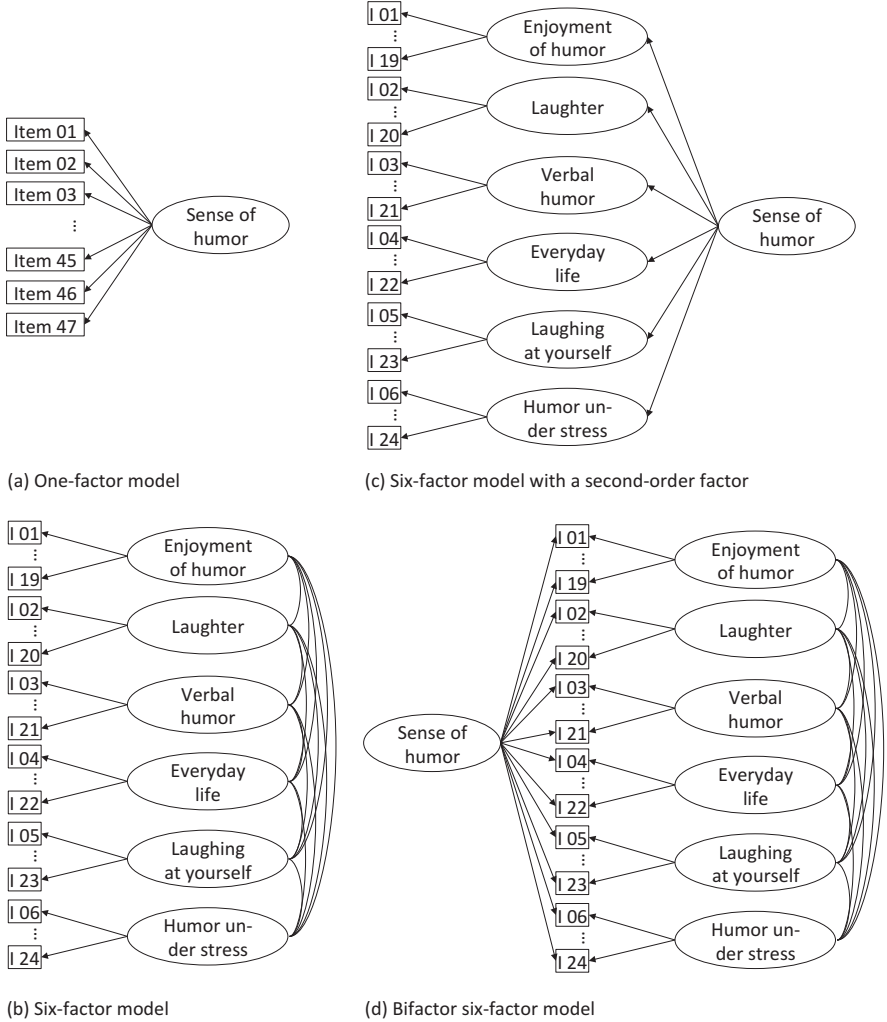 Item 01
Item 02
Item 03
...
Item 45
Item 46
Item 47
Sense of
humor
(a) One-factor model
I 01
...
I 19
I 02
...
I 20
I 03
...
I 21
I 04
...
I 22
I 05
...
I 23
I 06
...
I 24
Enjoyment
of humor
Laughter
Verbal
humor
Everyday
life
Laughing
at yourself
Humor un-
der stress
Sense of
humor
(c) Six-factor model with a second-order factor
I 01
...
I 19
I 02
...
I 20
I 03
...
I 21
I 04
...
I 22
I 05
...
I 23
I 06
...
I 24
Enjoyment
of humor
Laughter
Verbal
humor
Everyday
life
Laughing
at yourself
Humor un-
der stress
(b) Six-factor model
Sense of
humor
I 01
...
I 19
I 02
...
I 20
I 03
...
I 21
I 04
...
I 22
I 05
...
I 23
I 06
...
I 24
Enjoyment
of humor
Laughter
Verbal
humor
Everyday
life
Laughing
at yourself
Humor un-
der stress
(d) Bifactor six-factor model